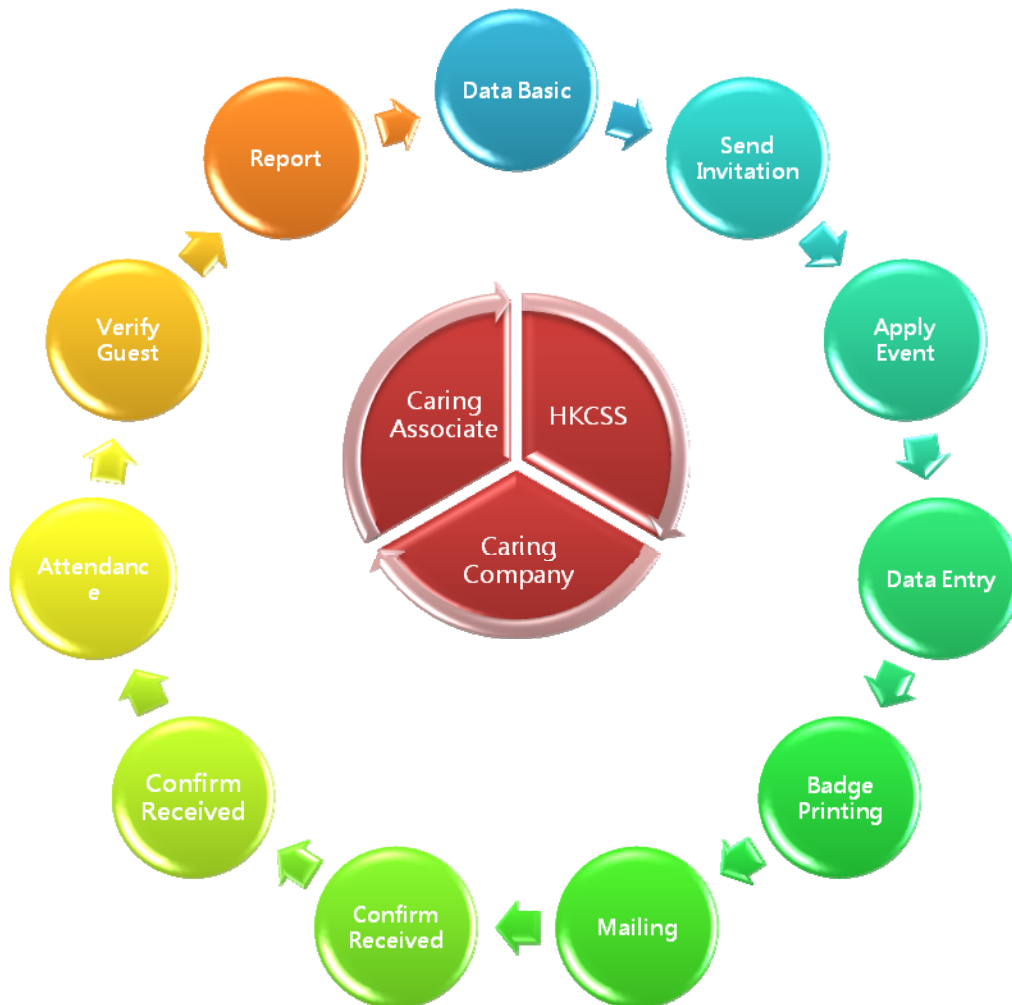 Data Basic
Send
Invitation
Apply
Event
Data Entry
Badge
Printing
Mailing
Confirm
Received
Confirm
Received
Attendanc
e
Verify
Guest
Report
HKCSS
Caring
Company
Caring
Associate